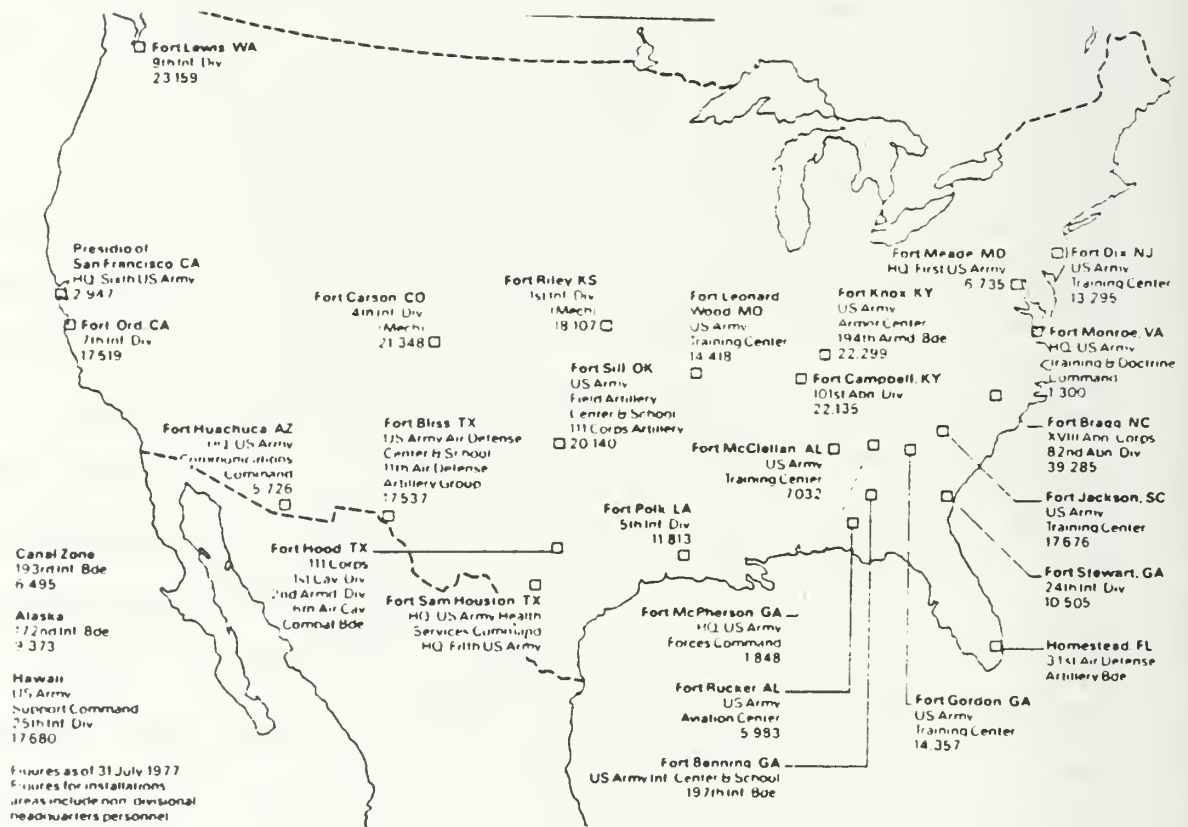 Fort Lewis WA
9th Inf Div
23 159
Presidio of
San Francisco CA
HQ Sixth US Army
2 947
Fort Ord, CA
7th Inf Div
17 519
Fort Carson CO
4th Inf Div
(Mech)
21 348
Fort Riley KS
1st Inf Div
(Mech)
18 107
Fort Leonard
Wood MO
US Army
Training Center
14 418
Fort Knox KY
US Army
Armor Center
194th Armd Bde
22 299
Fort Meade MD
HQ First US Army
6 735
Fort Dix NJ
US Army
Training Center
13 295
Fort Monroe, VA
HQ US Army
Training & Doctrine
Command
1 300
Fort Sill OK
US Army
Field Artillery
Center & School
111 Corps Artillery
20 140
Fort Campbell, KY
101st Abn Div
22 135
Fort Huachuca AZ
HQ US Army
Communications
Command
5 726
Fort Bliss TX
US Army Air Defense
Center & School
11th Air Defense
Artillery Group
17 537
Fort McClellan AL
US Army
Training Center
7 032
Fort Bragg NC
XVIII Abn Corps
82nd Abn Div
39 285
Fort Jackson, SC
US Army
Training Center
17 676
Fort Polk LA
5th Inf Div
11 813
Fort Hood TX
111 Corps
1st Cav Div
2nd Armd Div
6th Air Cav
Combat Bde
Fort Sam Houston TX
HQ US Army Health
Services Command
HQ Fifth US Army
Fort Stewart, GA
24th Inf Div
10 505
Canal Zone
193rd Inf Bde
6 495
Alaska
172nd Inf Bde
9 373
Hawaii
US Army
Support Command
25th Inf Div
17 680
Fort McPherson GA
HQ US Army
Forces Command
1 848
Homestead, FL
31st Air Defense
Artillery Bde
Fort Rucker AL
US Army
Aviation Center
5 983
Fort Gordon GA
US Army
Training Center
14,357
Fort Benning GA
US Army Inf Center & School
197th Inf Bde
Figures as of 31 July 1977
Figures for installations
areas include non divisional
headquarters personnel